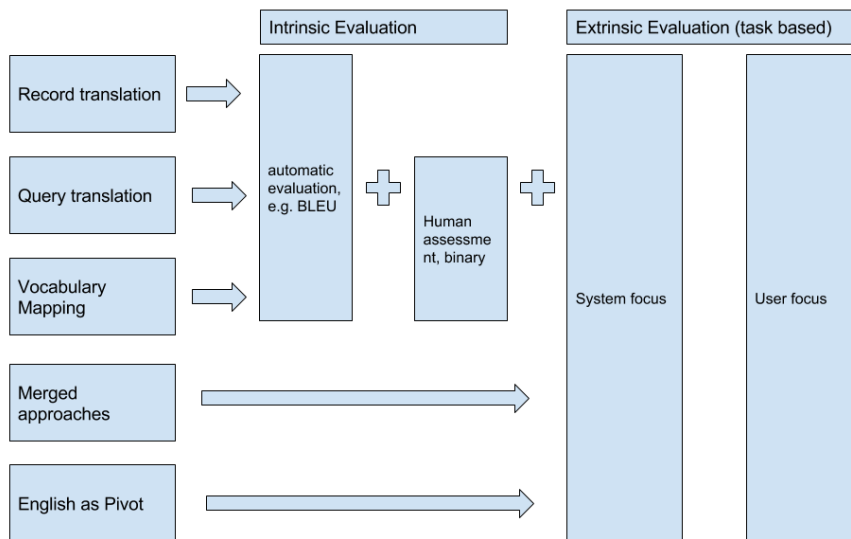 Intrinsic Evaluation
Extrinsic Evaluation (task based)
Record translation
Query translation
Vocabulary
Mapping
Merged
approaches
English as Pivot
automatic
evaluation,
e.g. BLEU
Human
assessme
nt, binary
System focus
User focus